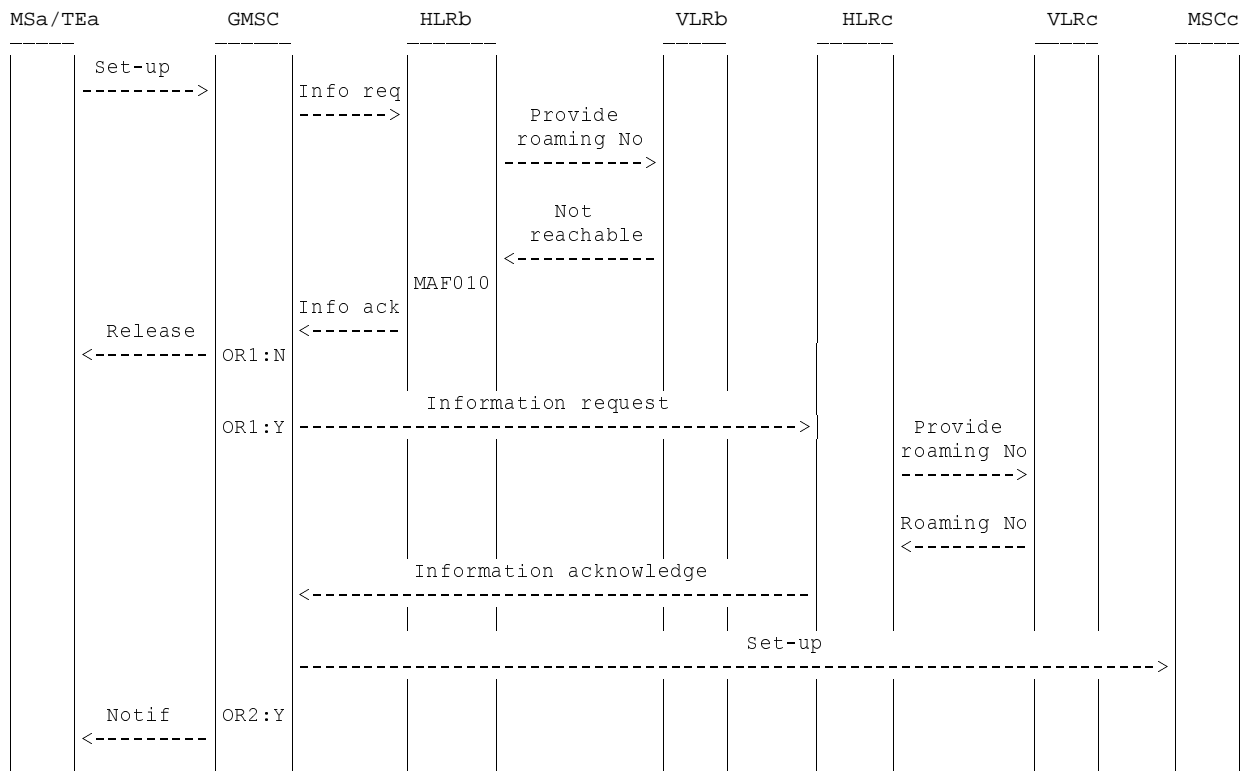 MSa/TEa GMSC HLRb VLRb HLRc VLRc MSCc
Set-up
Info req
Provide
roaming No
Not
reachable
MAF010
Info ack
Release
OR1:N
Information request
OR1:Y
Provide
roaming No
Roaming No
Information acknowledge
Set-up
Notif OR2:Y